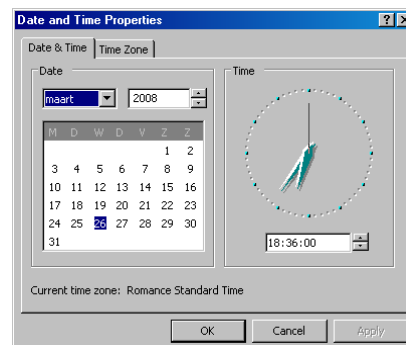 Date and Time Properties
Date & Time Time Zone
Date Time
maart 2008
M D W D V Z Z
1 2
3 4 5 6 7 8 9
10 11 12 13 14 15 16
17 18 19 20 21 22 23
24 25 26 27 28 29 30
31
18:36:00
Current time zone: Romance Standard Time
OK Cancel Apply